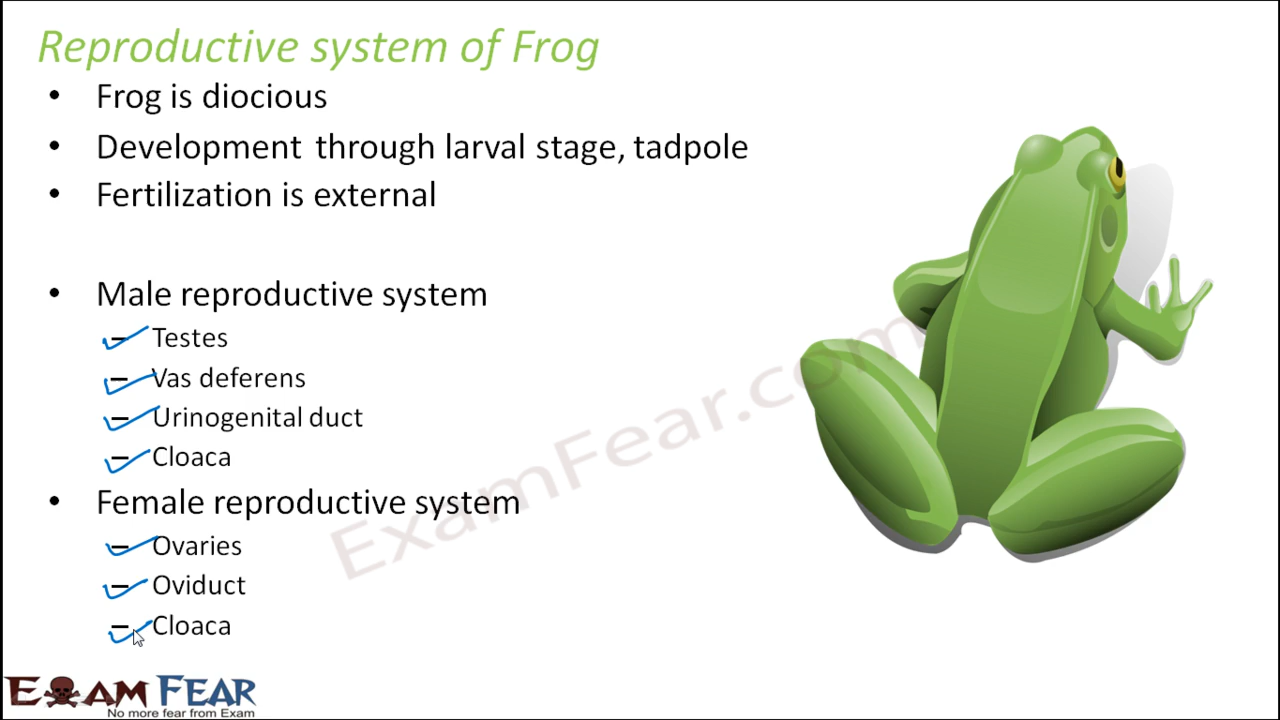 Reproductive system of Frog
• Frog is diocious
• Development through larval stage, tadpole
• Fertilization is external
• Male reproductive system
– Testes
– Vas deferens
– Urinogenital duct
– Cloaca
• Female reproductive system
– Ovaries
– Oviduct
– Cloaca
ExamFear.com
EXAM FEAR
No more fear from Exam